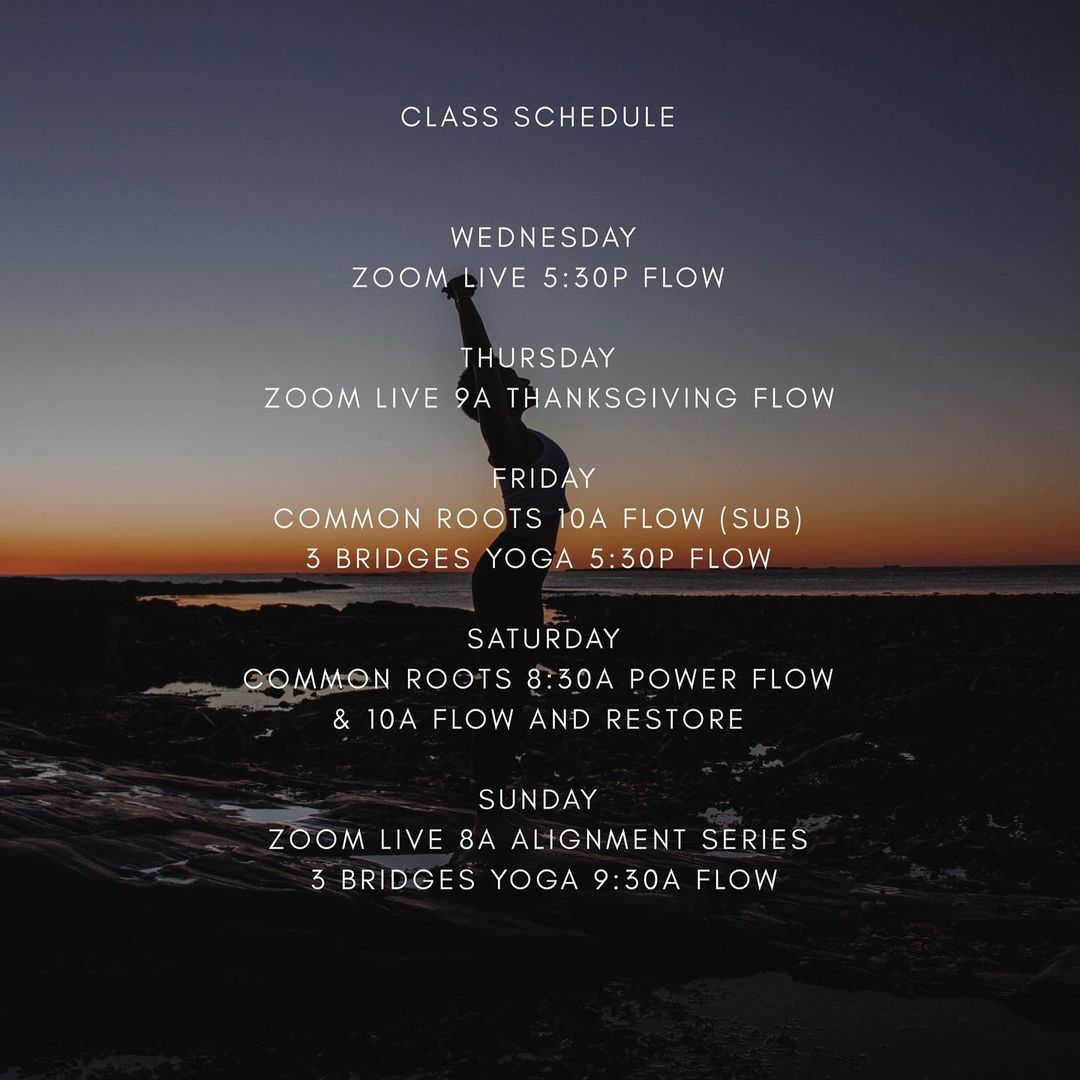 CLASS SCHEDULE
WEDNESDAY
ZOOM LIVE 5:30P FLOW
THURSDAY
ZOOM LIVE 9A THANKSGIVING FLOW
FRIDAY
COMMON ROOTS 10A FLOW (SUB)
3 BRIDGES YOGA 5:30P FLOW
SATURDAY
COMMON ROOTS 8:30A POWER FLOW
& 10A FLOW AND RESTORE
SUNDAY
ZOOM LIVE 8A ALIGNMENT SERIES
3 BRIDGES YOGA 9:30A FLOW